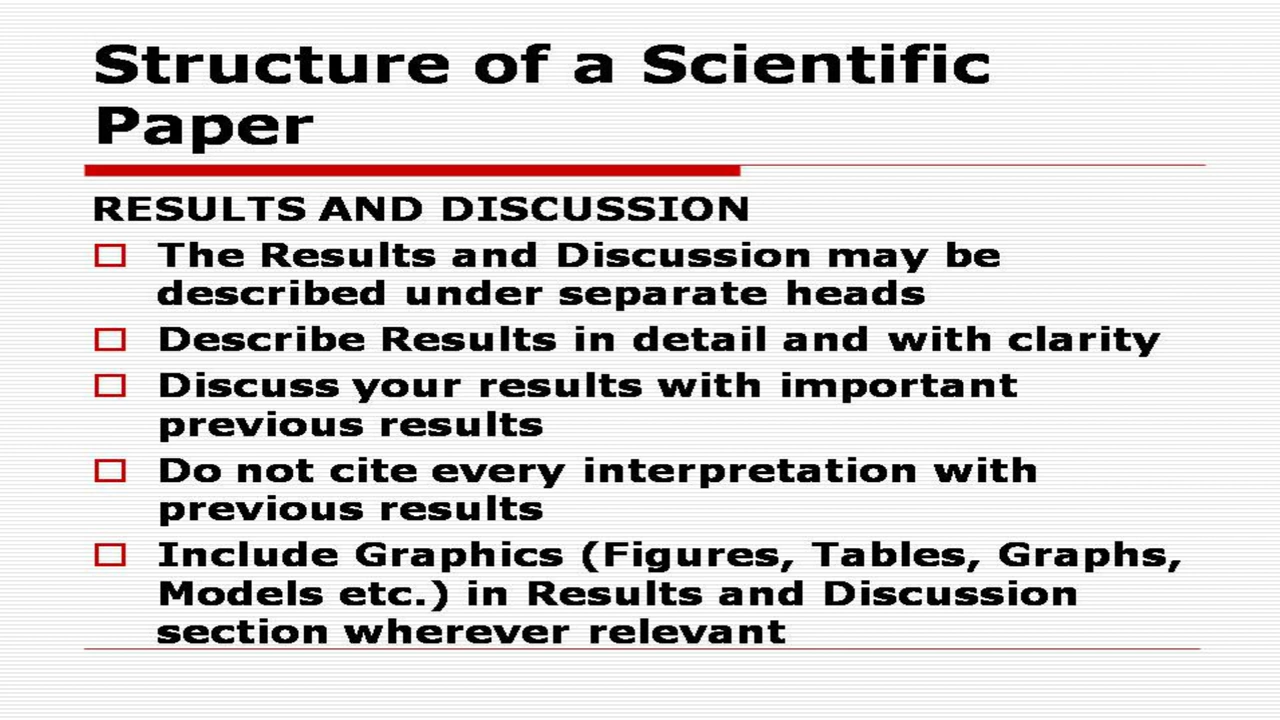 Structure of a Scientific
Paper
RESULTS AND DISCUSSION
The Results and Discussion may be
described under separate heads
Describe Results in detail and with clarity
Discuss your results with important
previous results
Do not cite every interpretation with
previous results
Include Graphics (Figures, Tables, Graphs,
Models etc.) in Results and Discussion
section wherever relevant